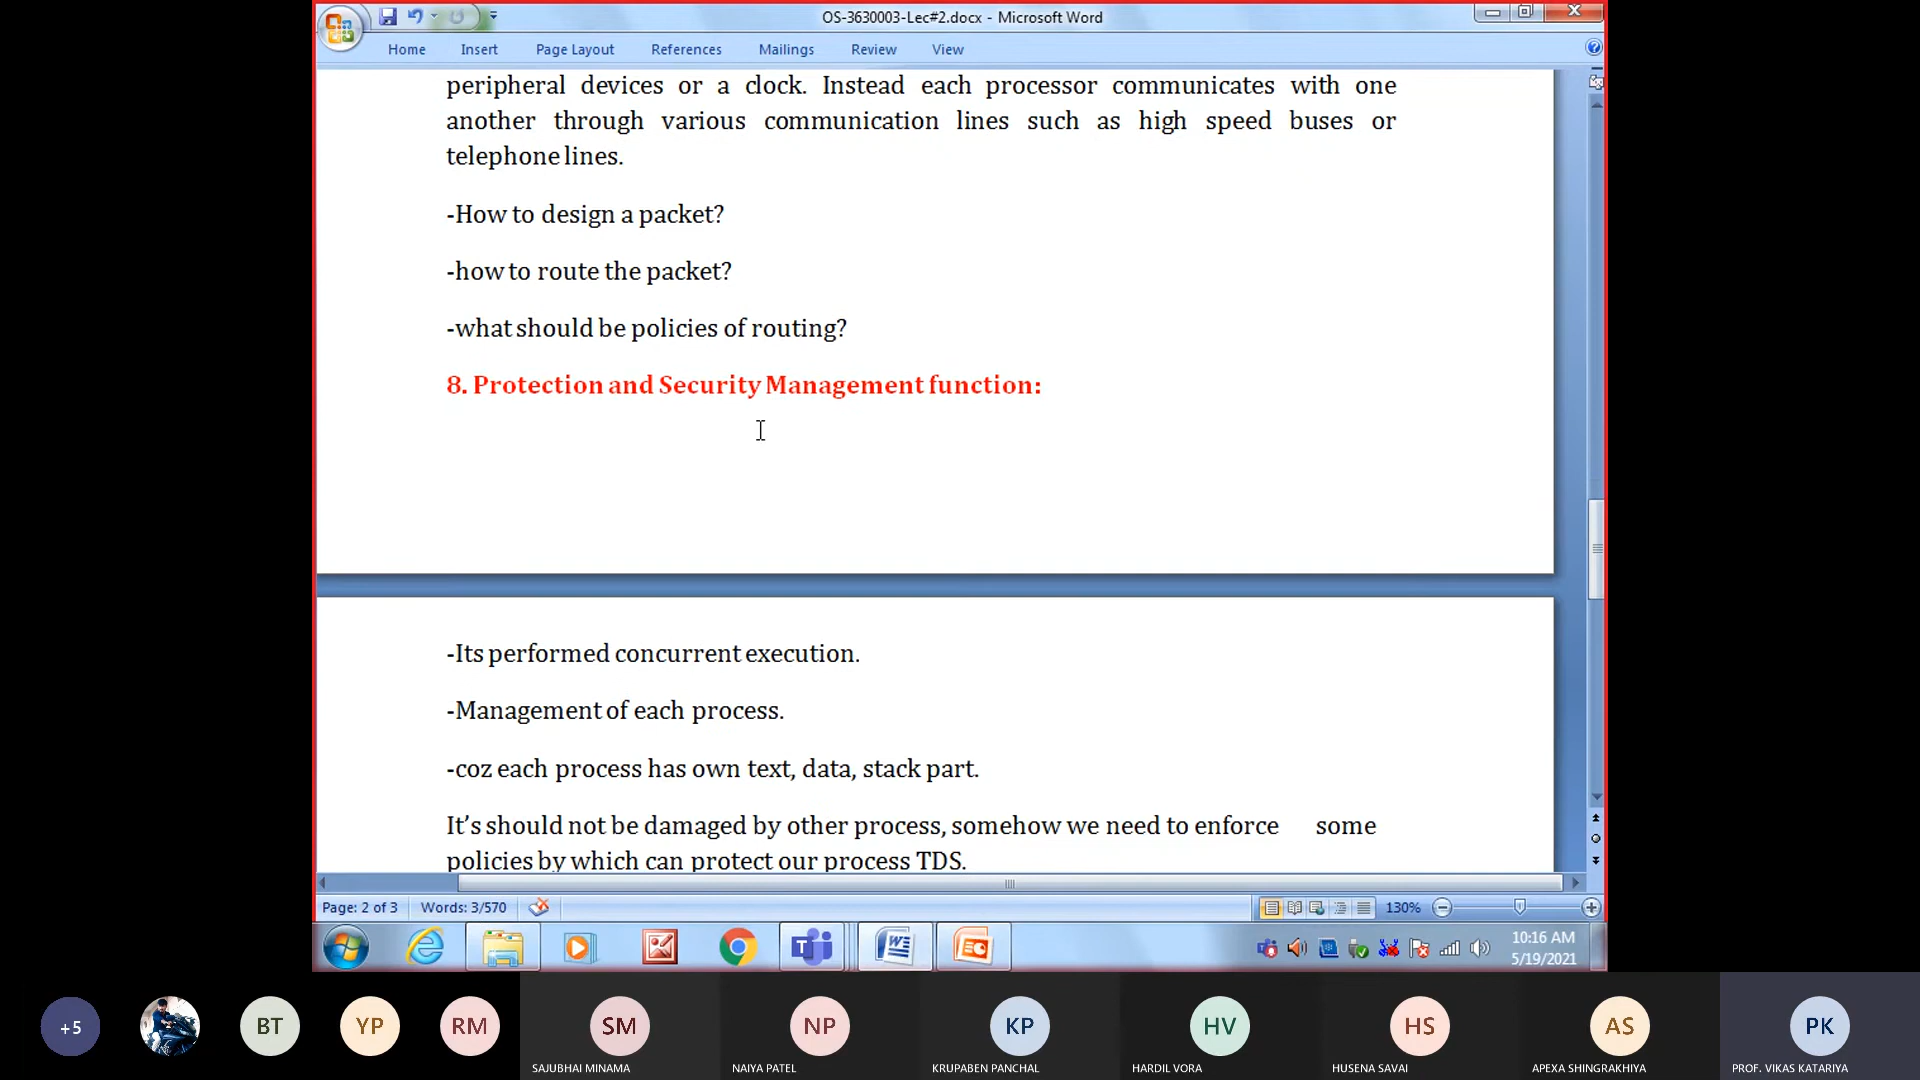 OS-3630003-Lec#2.docx - Microsoft Word
Home Insert Page Layout References Mailings Review View
peripheral devices or a clock. Instead each processor communicates with one
another through various communication lines such as high speed buses or
telephone lines.
-How to design a packet?
-how to route the packet?
-what should be policies of routing?
8. Protection and Security Management function:
-Its performed concurrent execution.
-Management of each process.
-coz each process has own text, data, stack part.
It's should not be damaged by other process, somehow we need to enforce some
policies by which can protect our process TDS.
Page: 2 of 3 Words: 3/570 130%
10:16 AM
5/19/2021
+5 BT YP RM SM NP KP HV HS AS PK
SAJUBHAI MINAMA NAIYA PATEL KRUPABEN PANCHAL HARDIL VORA HUSENA SAVAI APEXA SHINGRAKHIYA PROF. VIKAS KATARIYA